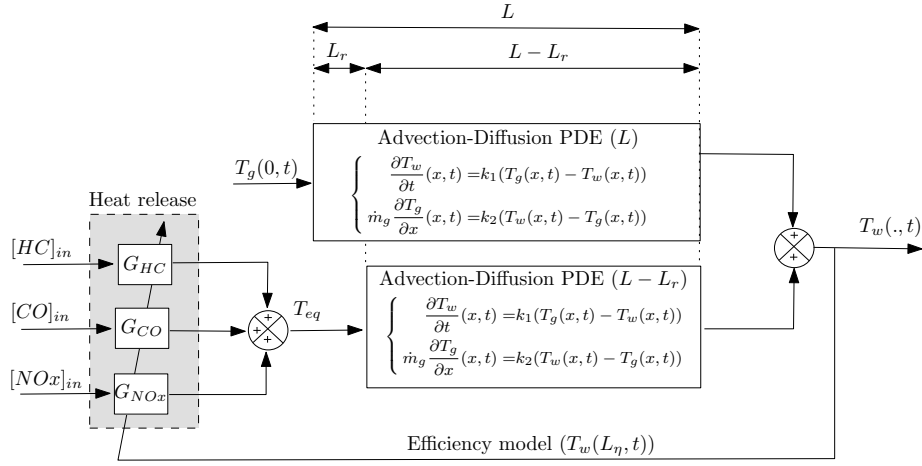 L
L_r
L − L_r
Advection-Diffusion PDE (L)
∂T_w/∂t (x, t) = k_1(T_g(x, t) − T_w(x, t))
ṁ_g ∂T_g/∂x (x, t) = k_2(T_w(x, t) − T_g(x, t))
T_g(0, t)
Heat release
[HC]_in
G_HC
[CO]_in
G_CO
[NOx]_in
G_NOx
+ + +
T_eq
Advection-Diffusion PDE (L − L_r)
∂T_w/∂t (x, t) = k_1(T_g(x, t) − T_w(x, t))
ṁ_g ∂T_g/∂x (x, t) = k_2(T_w(x, t) − T_g(x, t))
+ +
T_w(., t)
Efficiency model (T_w(L_η, t))